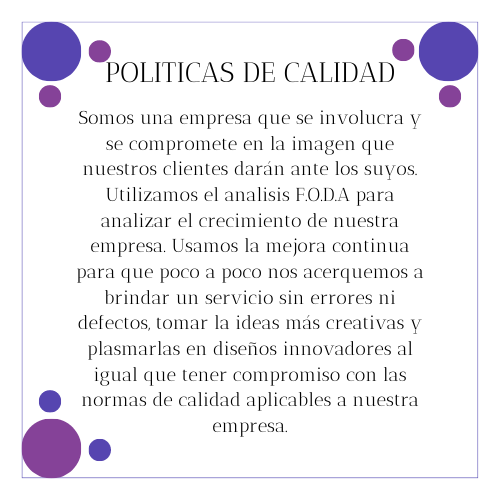 POLITICAS DE CALIDAD
Somos una empresa que se involucra y
se compromete en la imagen que
nuestros clientes darán ante los suyos.
Utilizamos el analisis F.O.D.A para
analizar el crecimiento de nuestra
empresa. Usamos la mejora continua
para que poco a poco nos acerquemos a
brindar un servicio sin errores ni
defectos, tomar la ideas más creativas y
plasmarlas en diseños innovadores al
igual que tener compromiso con las
normas de calidad aplicables a nuestra
empresa.